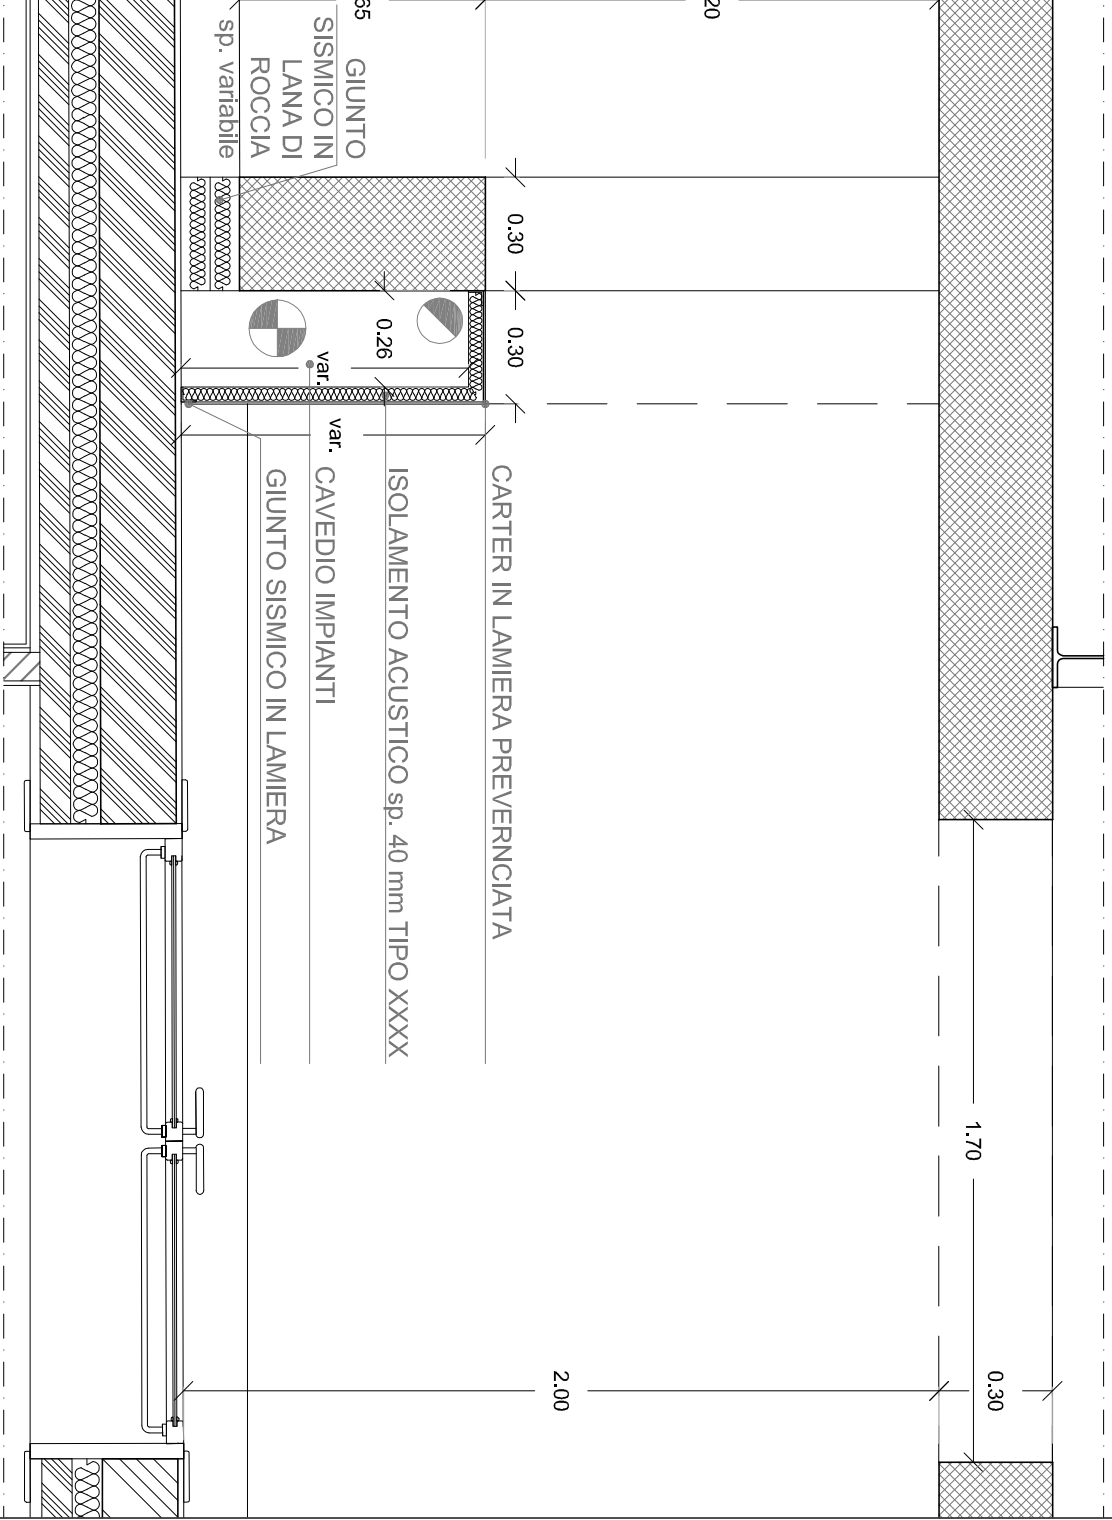 20
65
GIUNTO
SISMICO IN
LANA DI
ROCCIA
sp. variabile
0.30
0.30
0.26
var.
var.
CARTER IN LAMIERA PREVERNCIATA
ISOLAMENTO ACUSTICO sp. 40 mm TIPO XXXX
CAVEDIO IMPIANTI
GIUNTO SISMICO IN LAMIERA
1.70
0.30
2.00